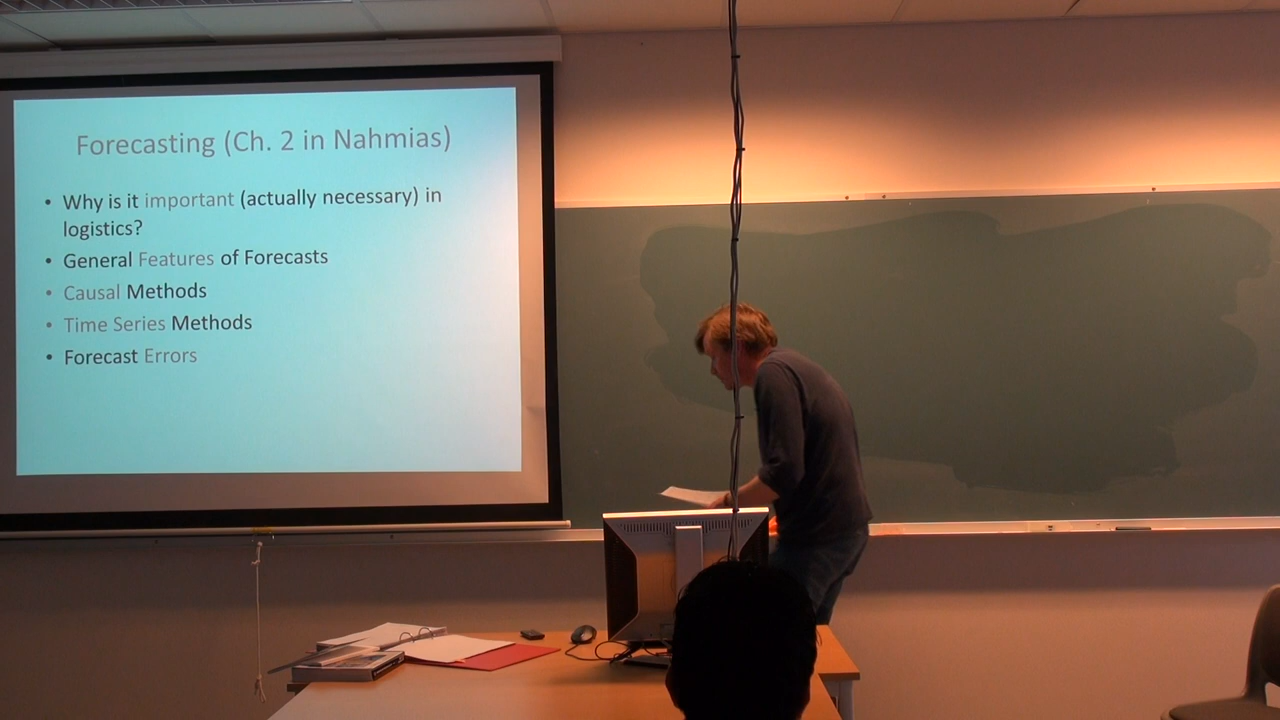 Forecasting (Ch. 2 in Nahmias)
• Why is it important (actually necessary) in
logistics?
• General Features of Forecasts
• Causal Methods
• Time Series Methods
• Forecast Errors